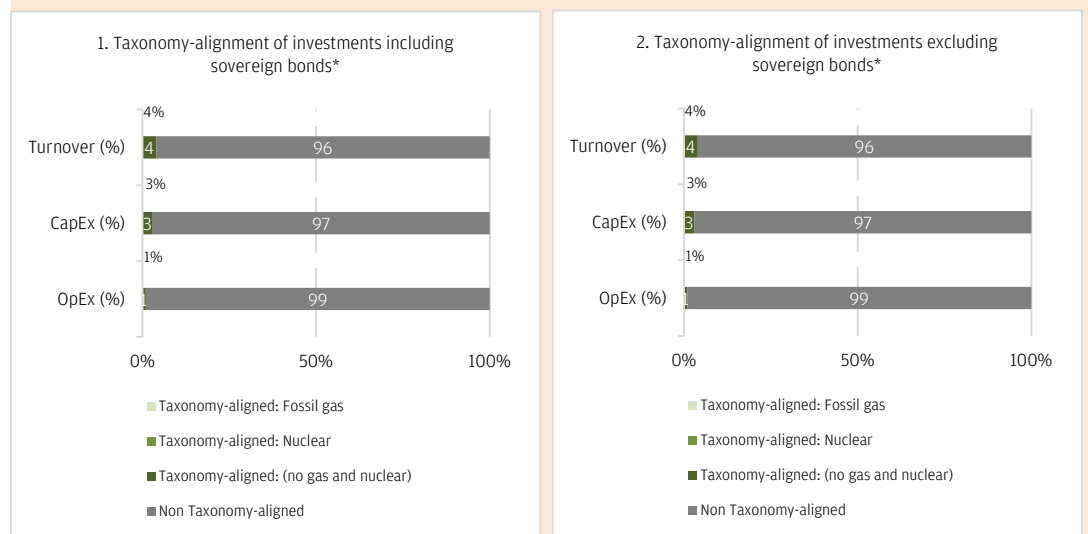 1. Taxonomy-alignment of investments including
sovereign bonds*
4%
Turnover (%)
4
96
3%
CapEx (%)
3
97
1%
OpEx (%)
1
99
0%
50%
100%
Taxonomy-aligned: Fossil gas
Taxonomy-aligned: Nuclear
Taxonomy-aligned: (no gas and nuclear)
Non Taxonomy-aligned
2. Taxonomy-alignment of investments excluding
sovereign bonds*
4%
Turnover (%)
4
96
3%
CapEx (%)
3
97
1%
OpEx (%)
1
99
0%
50%
100%
Taxonomy-aligned: Fossil gas
Taxonomy-aligned: Nuclear
Taxonomy-aligned: (no gas and nuclear)
Non Taxonomy-aligned